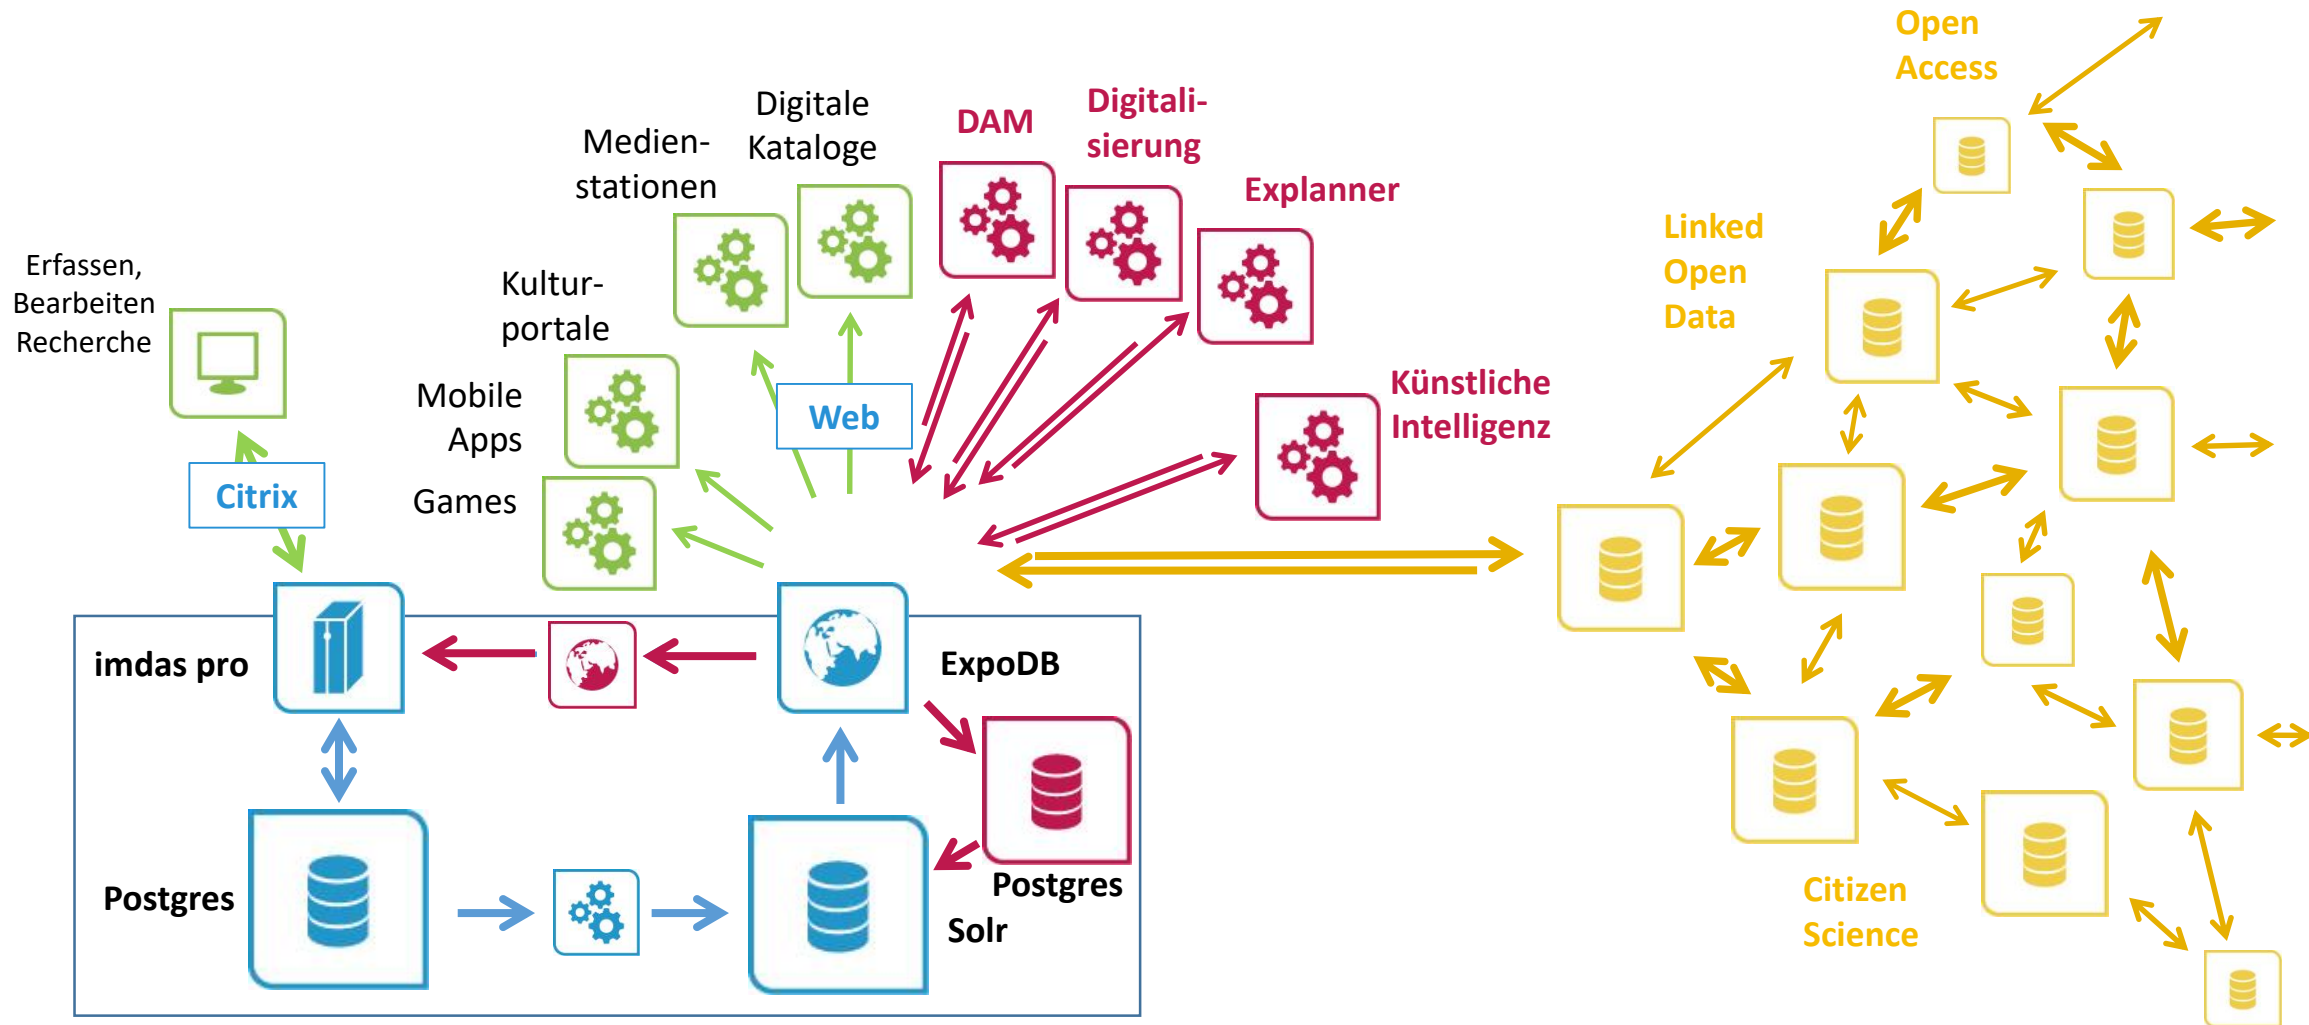 Open
Access
Digitale
Kataloge
DAM
Digitali-
sierung
Medien-
stationen
Explanner
Linked
Open
Data
Erfassen,
Bearbeiten
Recherche
Kultur-
portale
Mobile
Apps
Web
Künstliche
Intelligenz
Citrix
Games
imdas pro
ExpoDB
Postgres
Postgres
Solr
Citizen
Science